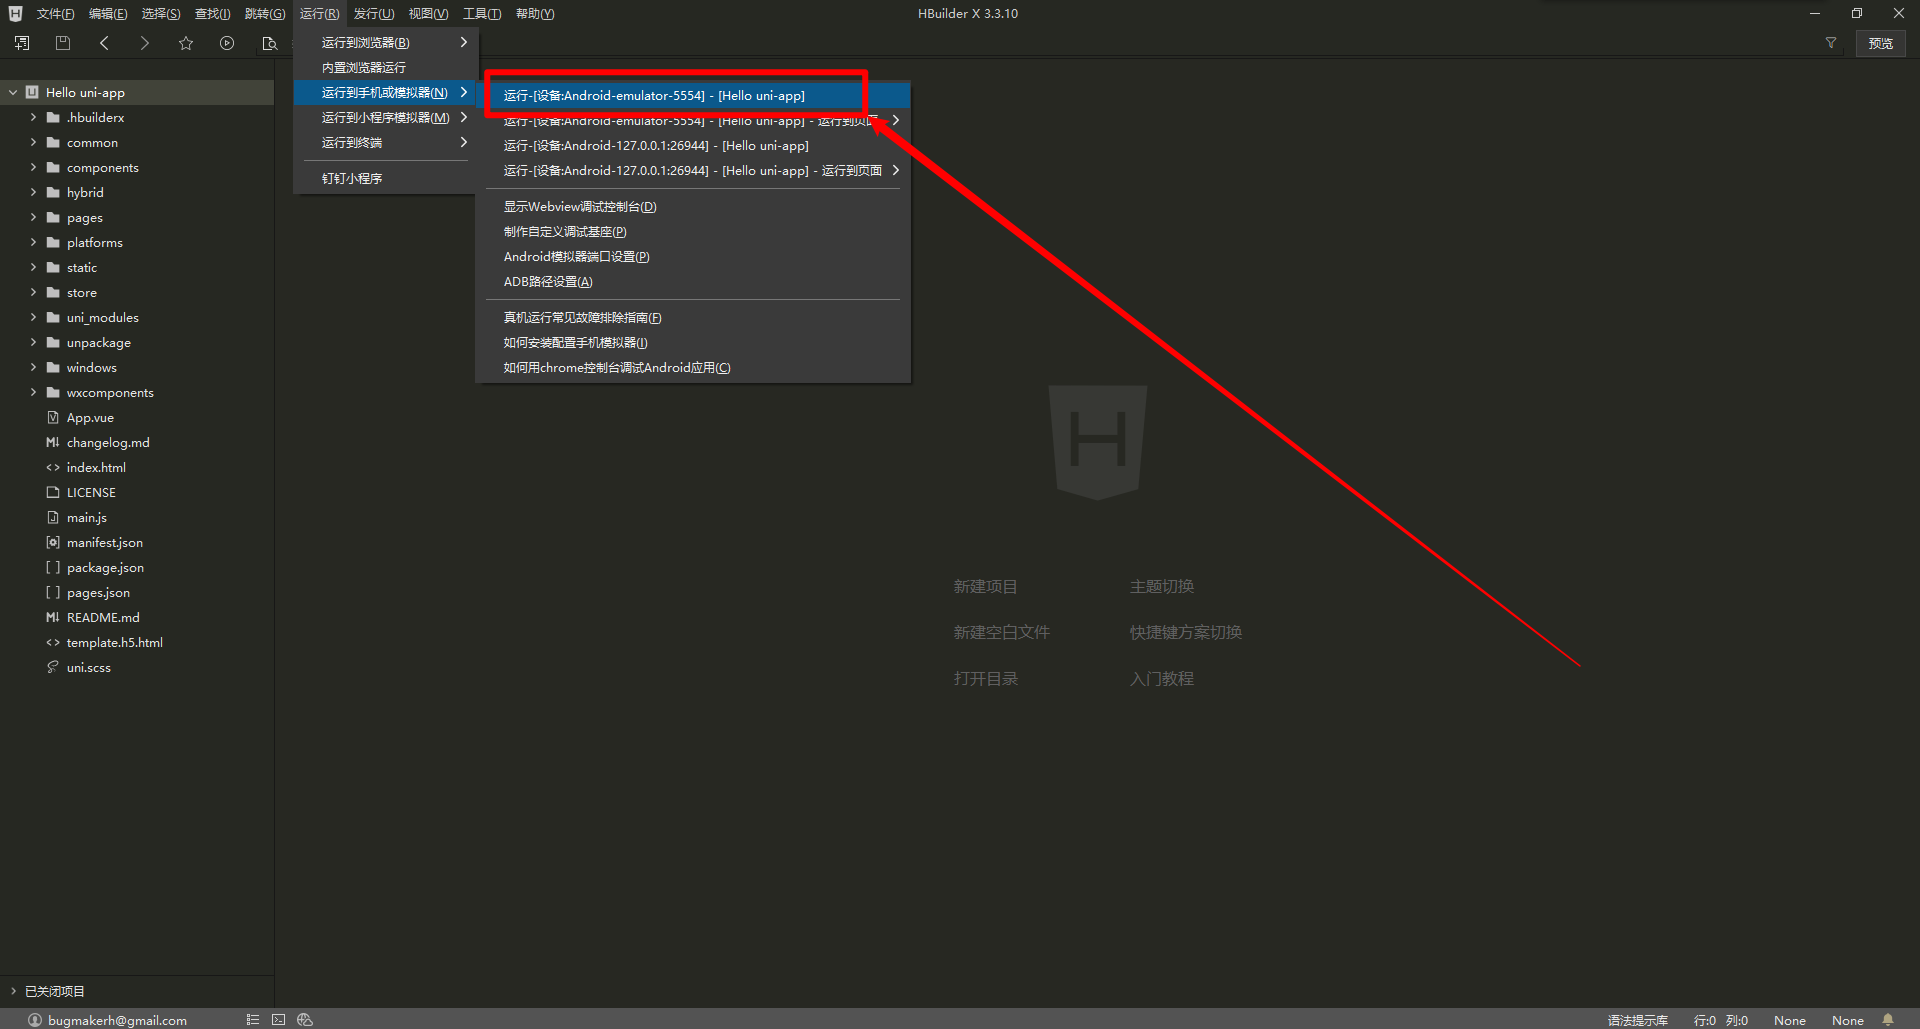 文件(F) 编辑(E) 选择(S) 查找(I) 跳转(G) 运行(R) 发行(U) 视图(V) 工具(T) 帮助(Y)
HBuilder X 3.3.10
预览
运行到浏览器(B)
内置浏览器运行
运行到手机或模拟器(N)
运行到小程序模拟器(M)
运行到终端
钉钉小程序
运行-[设备:Android-emulator-5554] - [Hello uni-app]
运行-[设备:Android-emulator-5554] - [Hello uni-app] - 运行到页面
运行-[设备:Android-127.0.0.1:26944] - [Hello uni-app]
运行-[设备:Android-127.0.0.1:26944] - [Hello uni-app] - 运行到页面
显示Webview调试控制台(D)
制作自定义调试基座(P)
Android模拟器端口设置(P)
ADB路径设置(A)
真机运行常见故障排除指南(F)
如何安装配置手机模拟器(I)
如何用chrome控制台调试Android应用(C)
Hello uni-app
.hbuilderx
common
components
hybrid
pages
platforms
static
store
uni_modules
unpackage
windows
wxcomponents
App.vue
changelog.md
index.html
LICENSE
main.js
manifest.json
package.json
pages.json
README.md
template.h5.html
uni.scss
H
新建项目 主题切换
新建空白文件 快捷键方案切换
打开目录 入门教程
已关闭项目
bugmakerh@gmail.com
语法提示库 行:0 列:0 None None